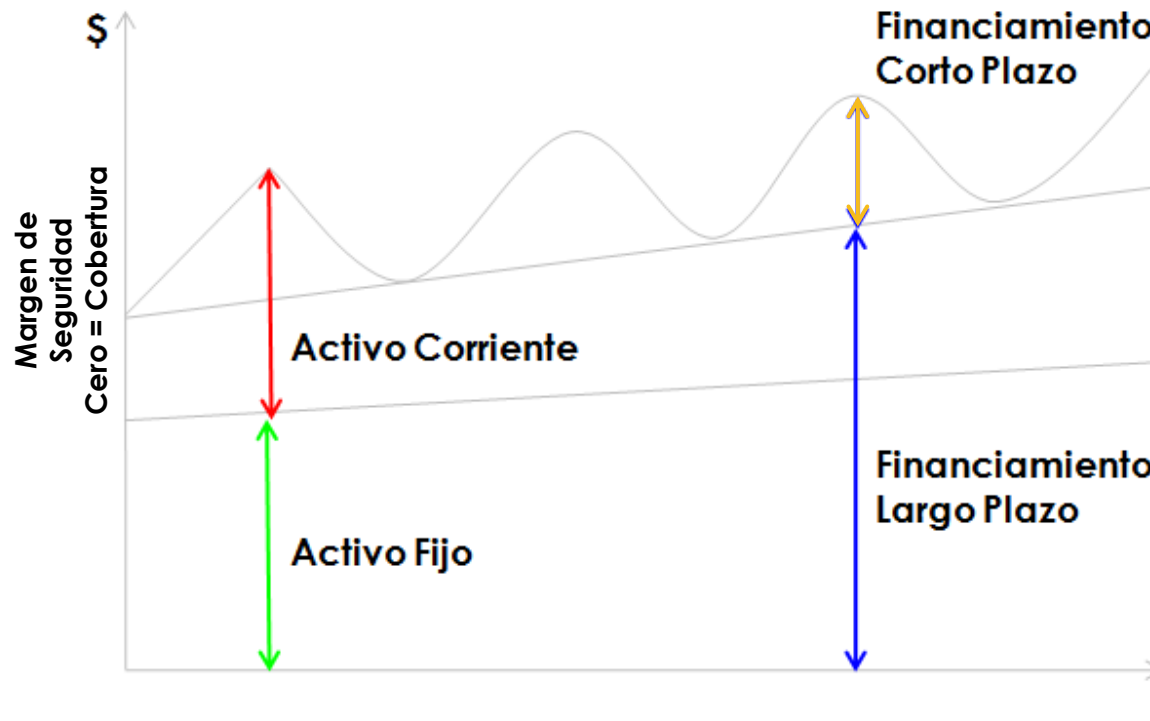 $
Financiamiento
Corto Plazo
Margen de
Seguridad
Cero = Cobertura
Activo Corriente
Financiamiento
Largo Plazo
Activo Fijo